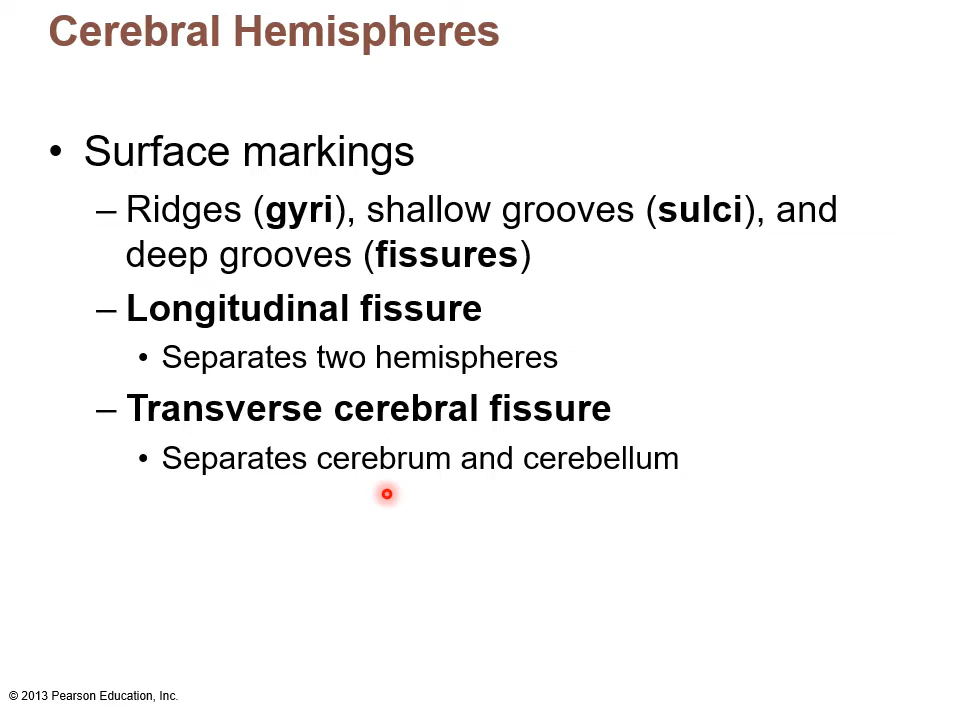 Cerebral Hemispheres
• Surface markings
– Ridges (gyri), shallow grooves (sulci), and
deep grooves (fissures)
– Longitudinal fissure
• Separates two hemispheres
– Transverse cerebral fissure
• Separates cerebrum and cerebellum
© 2013 Pearson Education, Inc.